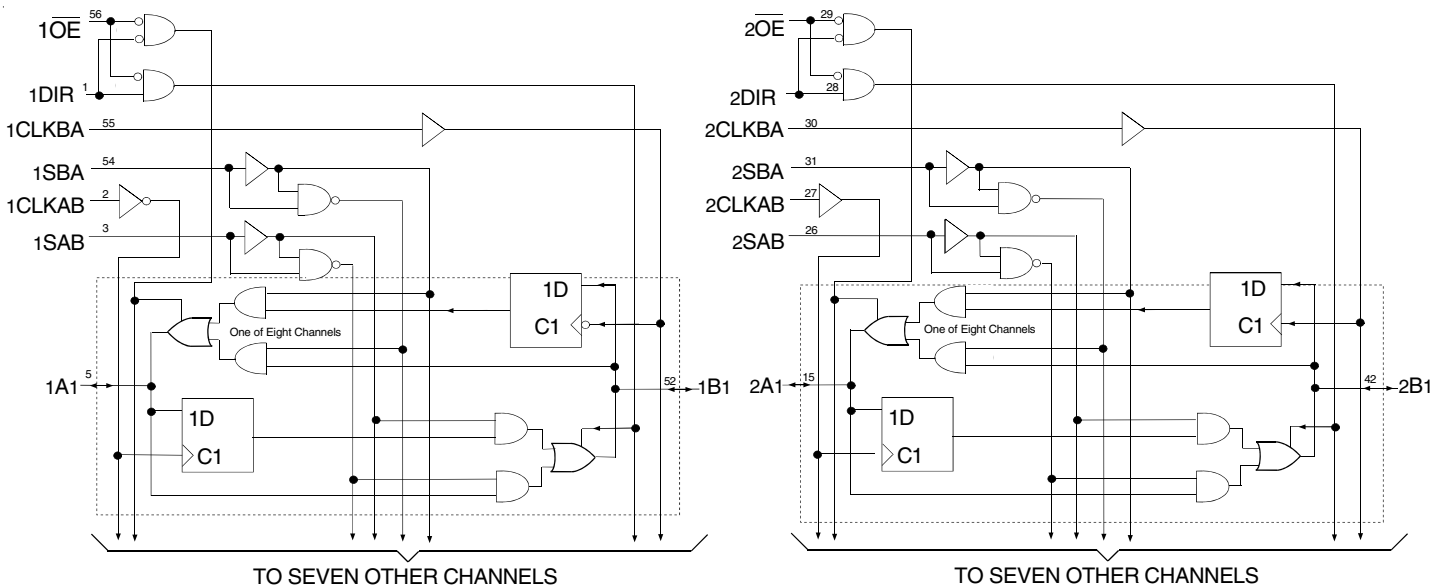 1OE 56
1DIR 1
1CLKBA 55
1SBA 54
1CLKAB 2
1SAB 3
1D
C1
One of Eight Channels
1A1 5
52 1B1
1D
C1
TO SEVEN OTHER CHANNELS
2OE 29
2DIR 28
2CLKBA 30
2SBA 31
2CLKAB 27
2SAB 26
1D
C1
One of Eight Channels
2A1 15
42 2B1
1D
C1
TO SEVEN OTHER CHANNELS